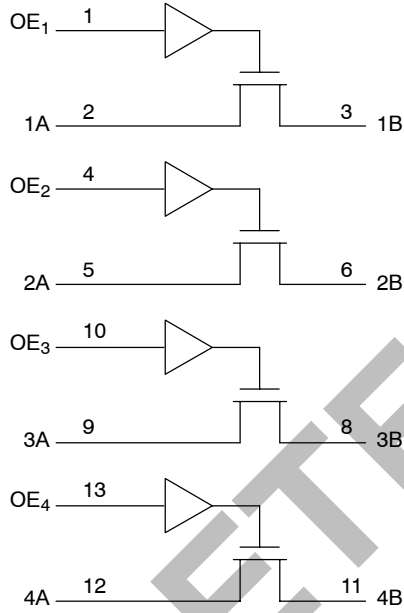 OE₁ 1
1A 2 3 1B
OE₂ 4
2A 5 6 2B
OE₃ 10
3A 9 8 3B
OE₄ 13
4A 12 11 4B
ETE